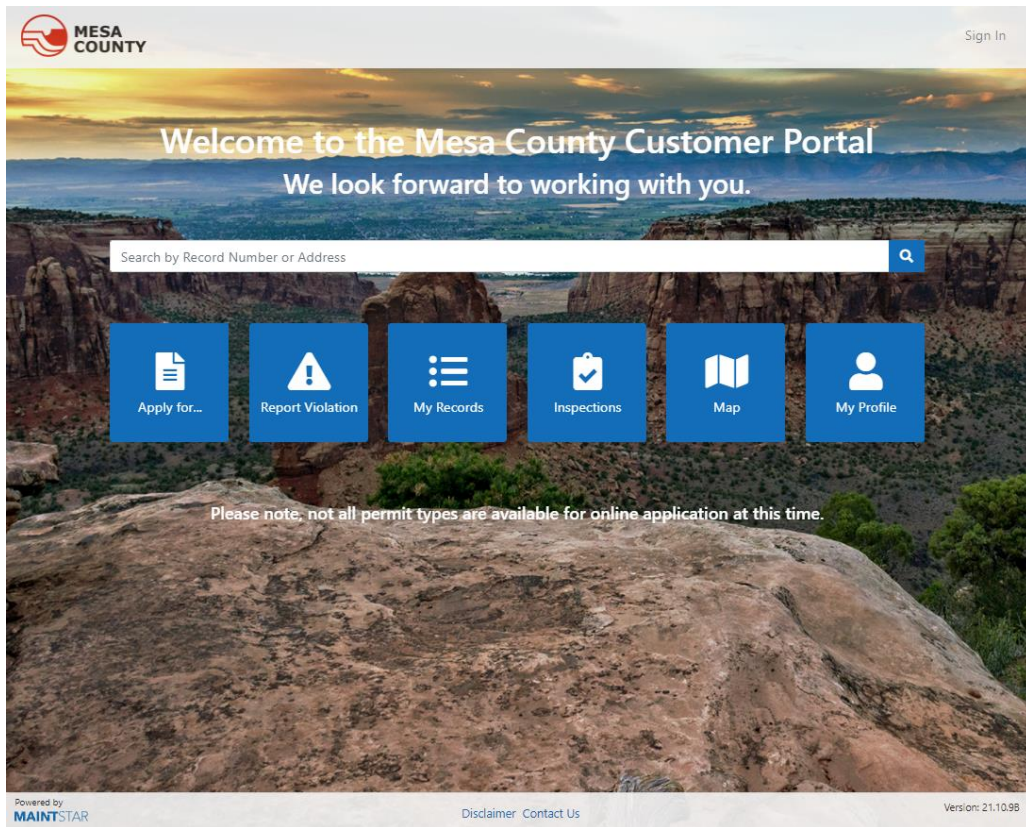 MESA
COUNTY
Sign In
Welcome to the Mesa County Customer Portal
We look forward to working with you.
Search by Record Number or Address
Apply for...
Report Violation
My Records
Inspections
Map
My Profile
Please note, not all permit types are available for online application at this time.
Powered by
MAINTSTAR
Disclaimer Contact Us
Version: 21.10.9B